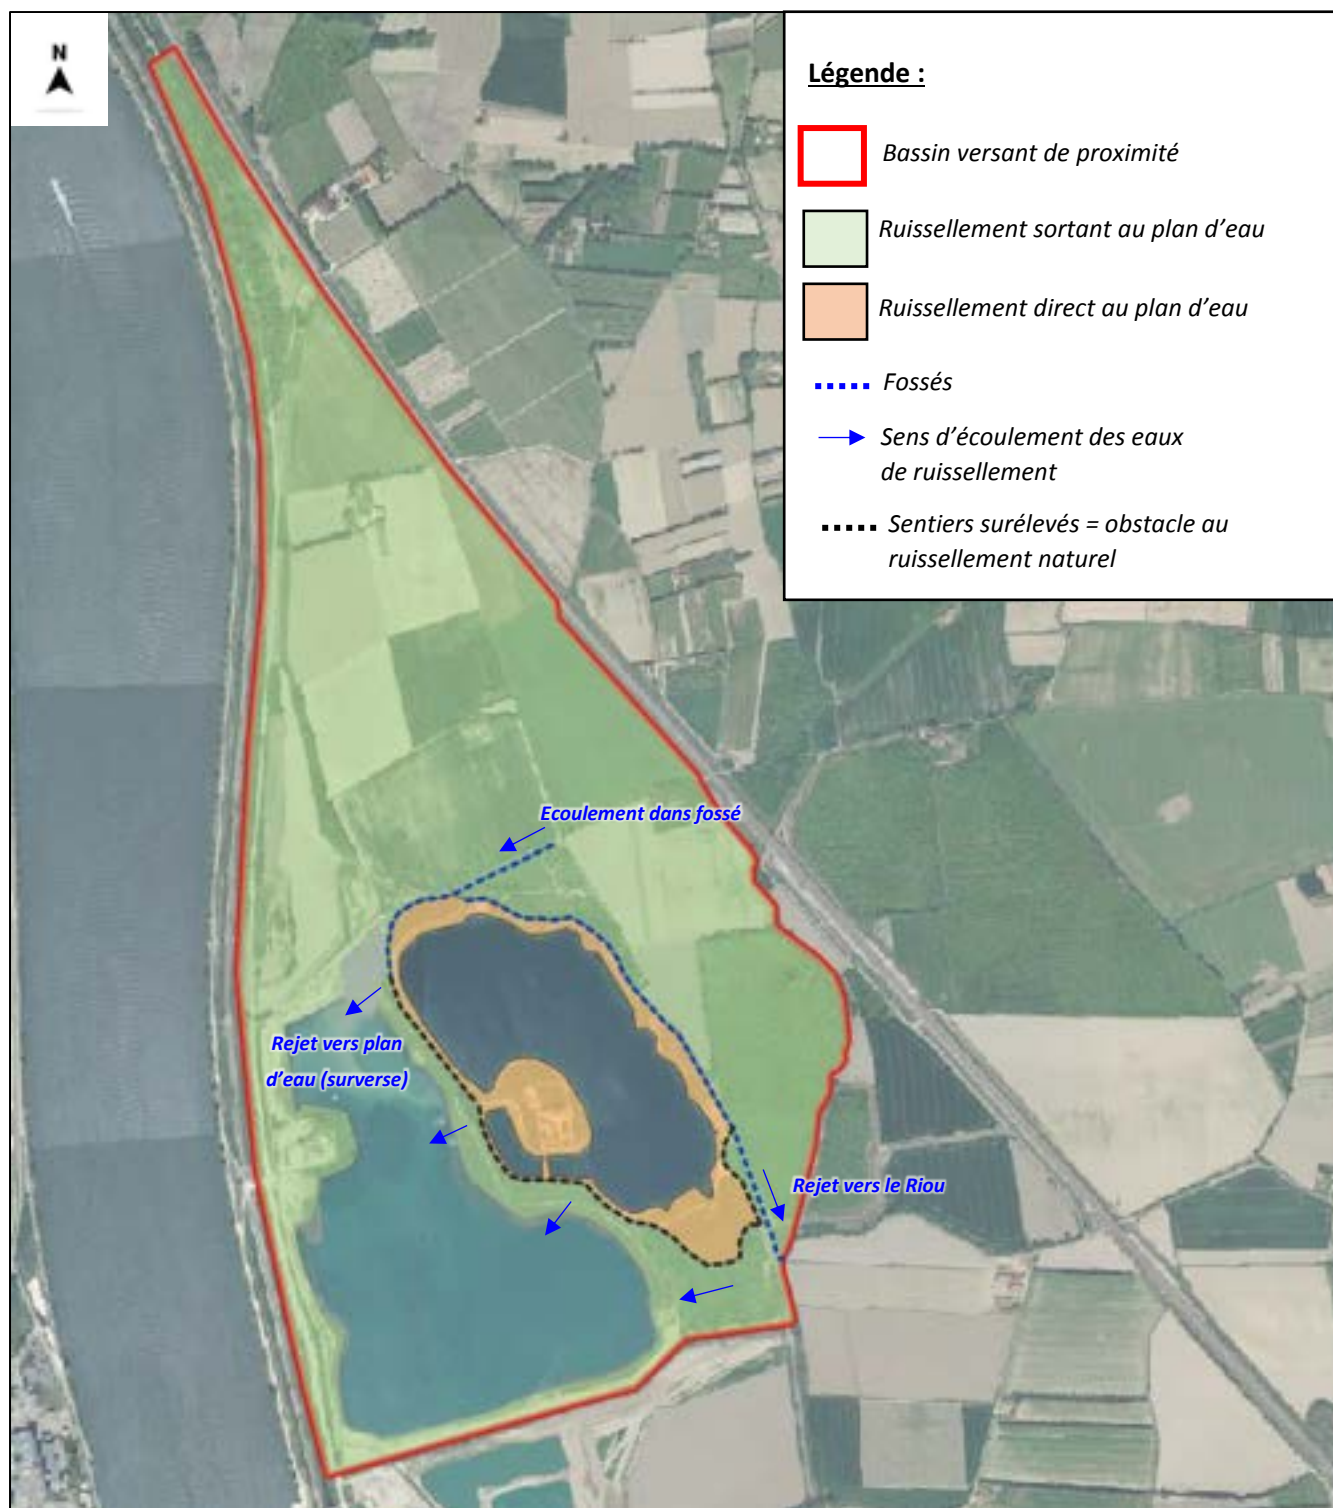 N
Légende :
Bassin versant de proximité
Ruissellement sortant au plan d'eau
Ruissellement direct au plan d'eau
Fossés
Sens d'écoulement des eaux
de ruissellement
Sentiers surélevés = obstacle au
ruissellement naturel
Ecoulement dans fossé
Rejet vers plan
d'eau (surverse)
Rejet vers le Riou